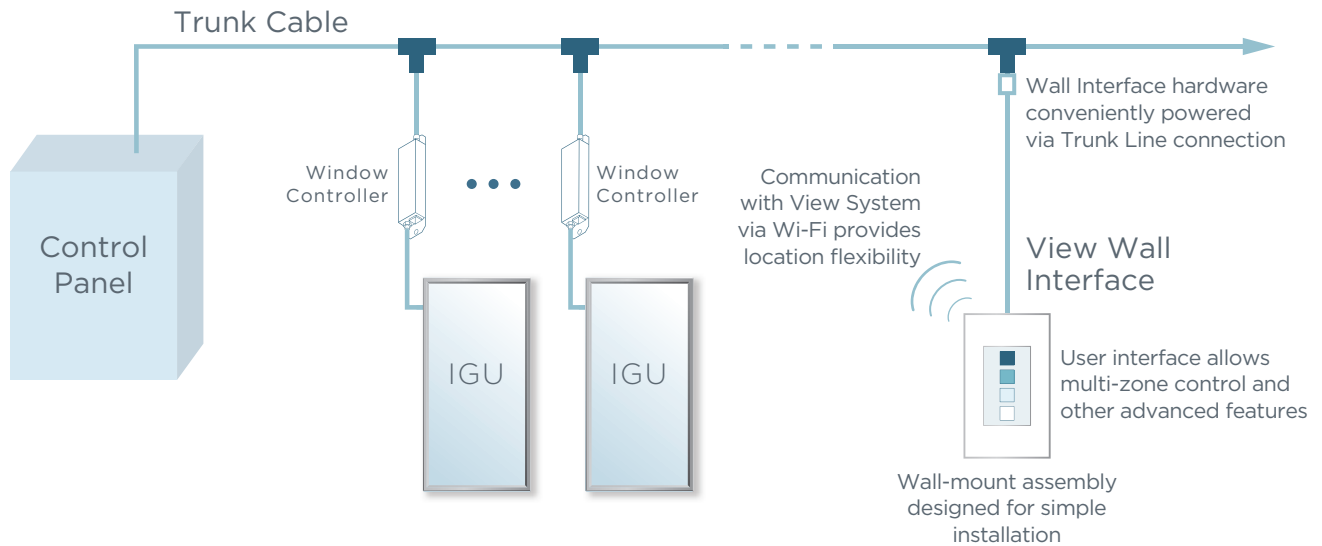 Trunk Cable
Wall Interface hardware
conveniently powered
via Trunk Line connection
Window
Controller
Window
Controller
Communication
with View System
via Wi-Fi provides
location flexibility
Control
Panel
View Wall
Interface
IGU
IGU
User interface allows
multi-zone control and
other advanced features
Wall-mount assembly
designed for simple
installation